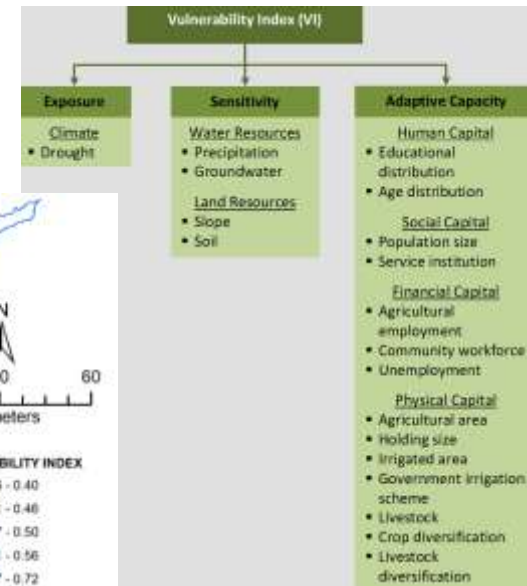 Vulnerability Index (VI)
Exposure
Climate
▪ Drought
Sensitivity
Water Resources
▪ Precipitation
▪ Groundwater
Land Resources
▪ Slope
▪ Soil
Adaptive Capacity
Human Capital
▪ Educational
distribution
▪ Age distribution
Social Capital
▪ Population size
▪ Service institution
Financial Capital
▪ Agricultural
employment
▪ Community workforce
▪ Unemployment
Physical Capital
▪ Agricultural area
▪ Holding size
▪ Irrigated area
▪ Government irrigation
scheme
▪ Livestock
▪ Crop diversification
▪ Livestock
diversification
N
0 60
eters
BILITY INDEX
- 0.40
- 0.46
- 0.50
- 0.56
- 0.72